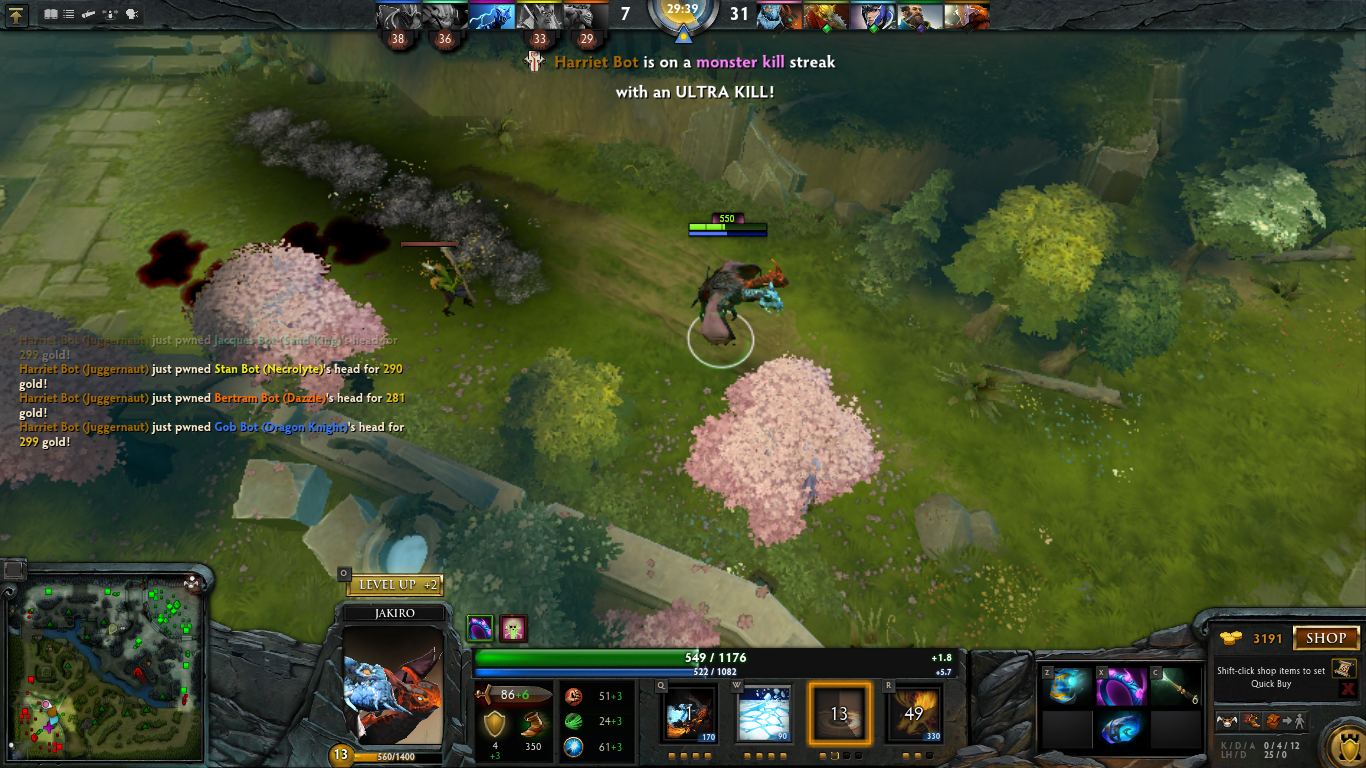 7
29:39
31
38
36
33
29
Harriet Bot is on a monster kill streak
with an ULTRA KILL!
550
Harriet Bot (Juggernaut) just pwned Jacques Bot (Sand King)'s head for
299 gold!
Harriet Bot (Juggernaut) just pwned Stan Bot (Necrolyte)'s head for 290
gold!
Harriet Bot (Juggernaut) just pwned Bertram Bot (Dazzle)'s head for 281
gold!
Harriet Bot (Juggernaut) just pwned Gob Bot (Dragon Knight)'s head for
299 gold!
O
LEVEL UP +2
JAKIRO
13
560/1400
549 / 1176
+1.8
522 / 1082
+5.7
86+6
4
+3
350
51+3
24+3
61+3
Q
1
170
W
90
13
R
49
330
Z
X
C
6
3191
SHOP
Shift-click shop items to set
Quick Buy
K / D / A 0/ 4/ 12
LH / D 25 / 0